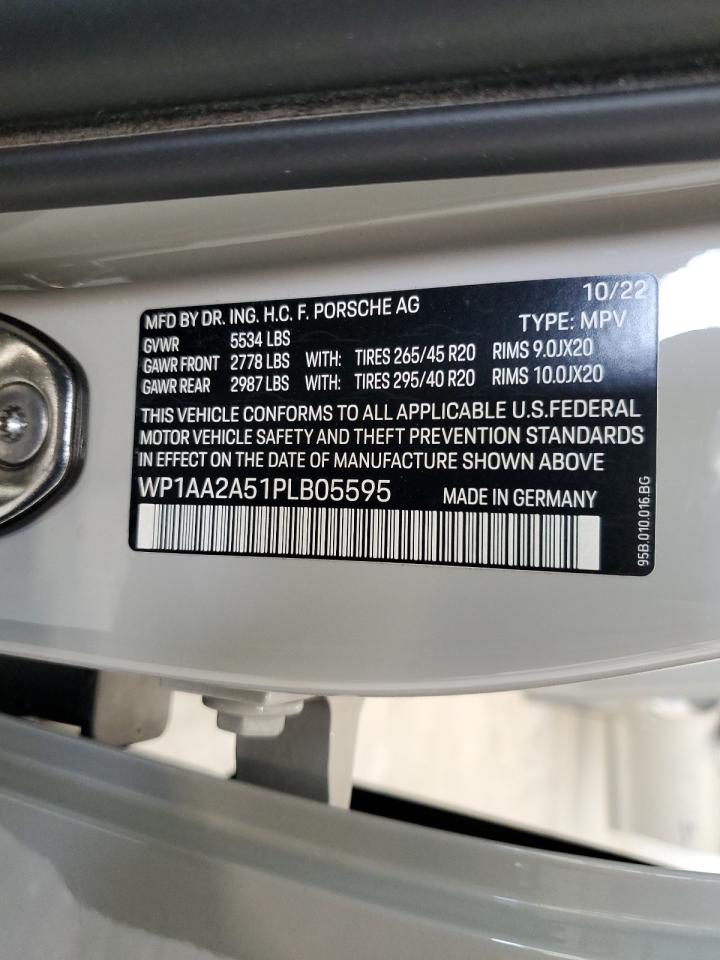 10/22
MFD BY DR. ING. H.C. F. PORSCHE AG
TYPE: MPV
GVWR 5534 LBS
GAWR FRONT 2778 LBS WITH: TIRES 265/45 R20 RIMS 9.0JX20
GAWR REAR 2987 LBS WITH: TIRES 295/40 R20 RIMS 10.0JX20
THIS VEHICLE CONFORMS TO ALL APPLICABLE U.S.FEDERAL
MOTOR VEHICLE SAFETY AND THEFT PREVENTION STANDARDS
IN EFFECT ON THE DATE OF MANUFACTURE SHOWN ABOVE
WP1AA2A51PLB05595 MADE IN GERMANY
95B.010.016.BG